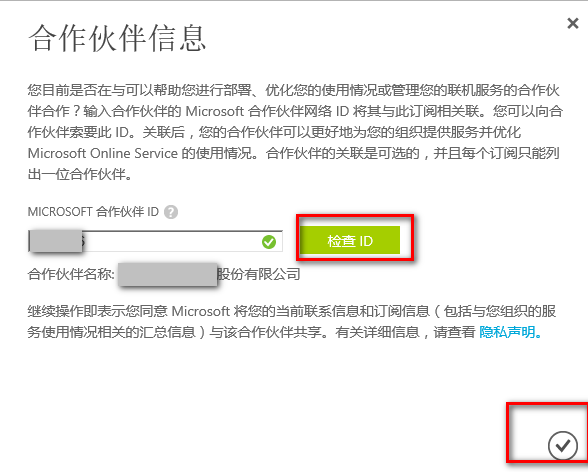 合作伙伴信息
您目前是否在与可以帮助您进行部署、优化您的使用情况或管理您的联机服务的合作伙
伴合作？输入合作伙伴的 Microsoft 合作伙伴网络 ID 将其与此订阅相关联。您可以向合
作伙伴索要此 ID。关联后，您的合作伙伴可以更好地为您的组织提供服务并优化
Microsoft Online Service 的使用情况。合作伙伴的关联是可选的，并且每个订阅只能列
出一位合作伙伴。
MICROSOFT 合作伙伴 ID ?
检查 ID
合作伙伴名称: 股份有限公司
继续操作即表示您同意 Microsoft 将您的当前联系信息和订阅信息（包括与您组织的服
务使用情况相关的汇总信息）与该合作伙伴共享。有关详细信息，请查看 隐私声明。